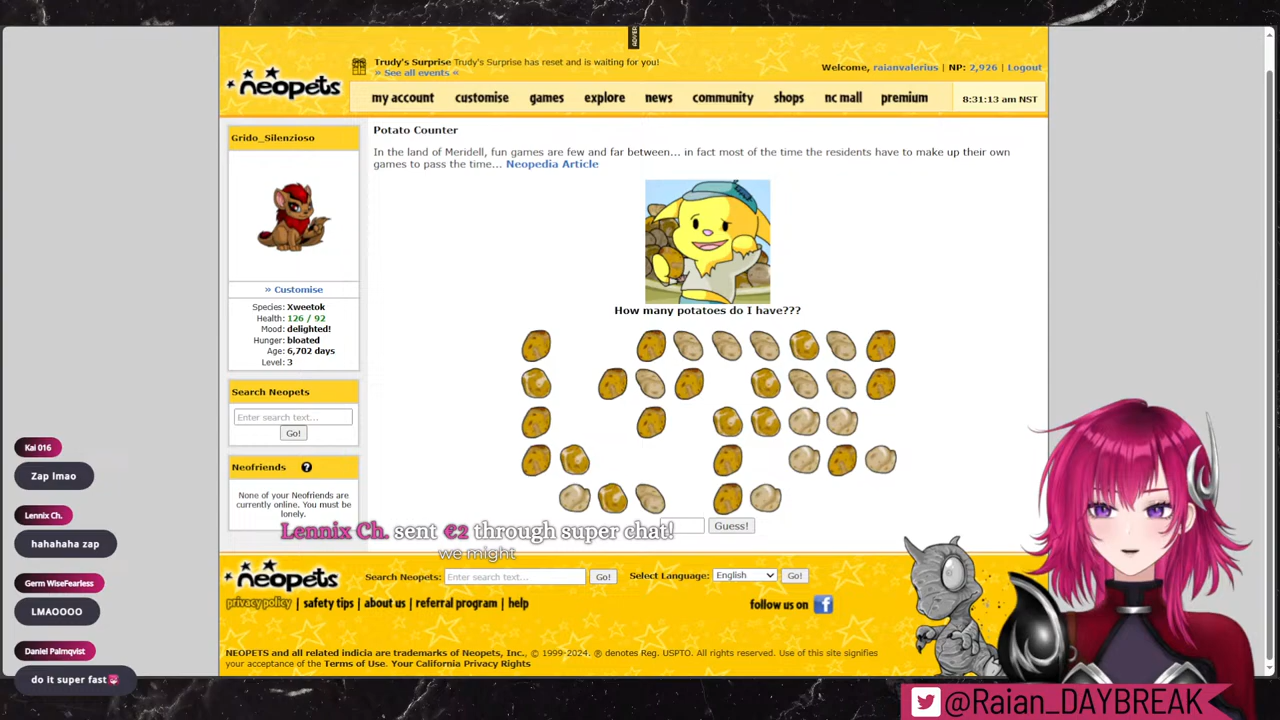 ADVER
Trudy's Surprise Trudy's Surprise has reset and is waiting for you!
» See all events «
Welcome, raianvalerius | NP: 2,926 | Logout
neopets
my account customise games explore news community shops nc mall premium
8:31:13 am NST
Grido_Silenzioso
» Customise
Species: Xweetok
Health: 126 / 92
Mood: delighted!
Hunger: bloated
Age: 6,702 days
Level: 3
Search Neopets
Enter search text...
Go!
Neofriends ?
None of your Neofriends are
currently online. You must be
lonely.
Potato Counter
In the land of Meridell, fun games are few and far between... in fact most of the time the residents have to make up their own
games to pass the time... Neopedia Article
How many potatoes do I have???
Guess!
Lennix Ch. sent €2 through super chat!
we might
Kai 016
Zap lmao
Lennix Ch.
hahahaha zap
Germ WiseFearless
LMAOOOO
Daniel Palmqvist
do it super fast
neopets
Search Neopets: Enter search text... Go! Select Language: English Go!
privacy policy | safety tips | about us | referral program | help
follow us on f
NEOPETS and all related indicia are trademarks of Neopets, Inc., © 1999-2024. ® denotes Reg. USPTO. All rights reserved. Use of this site signifies
your acceptance of the Terms of Use. Your California Privacy Rights
@Raian_DAYBREAK